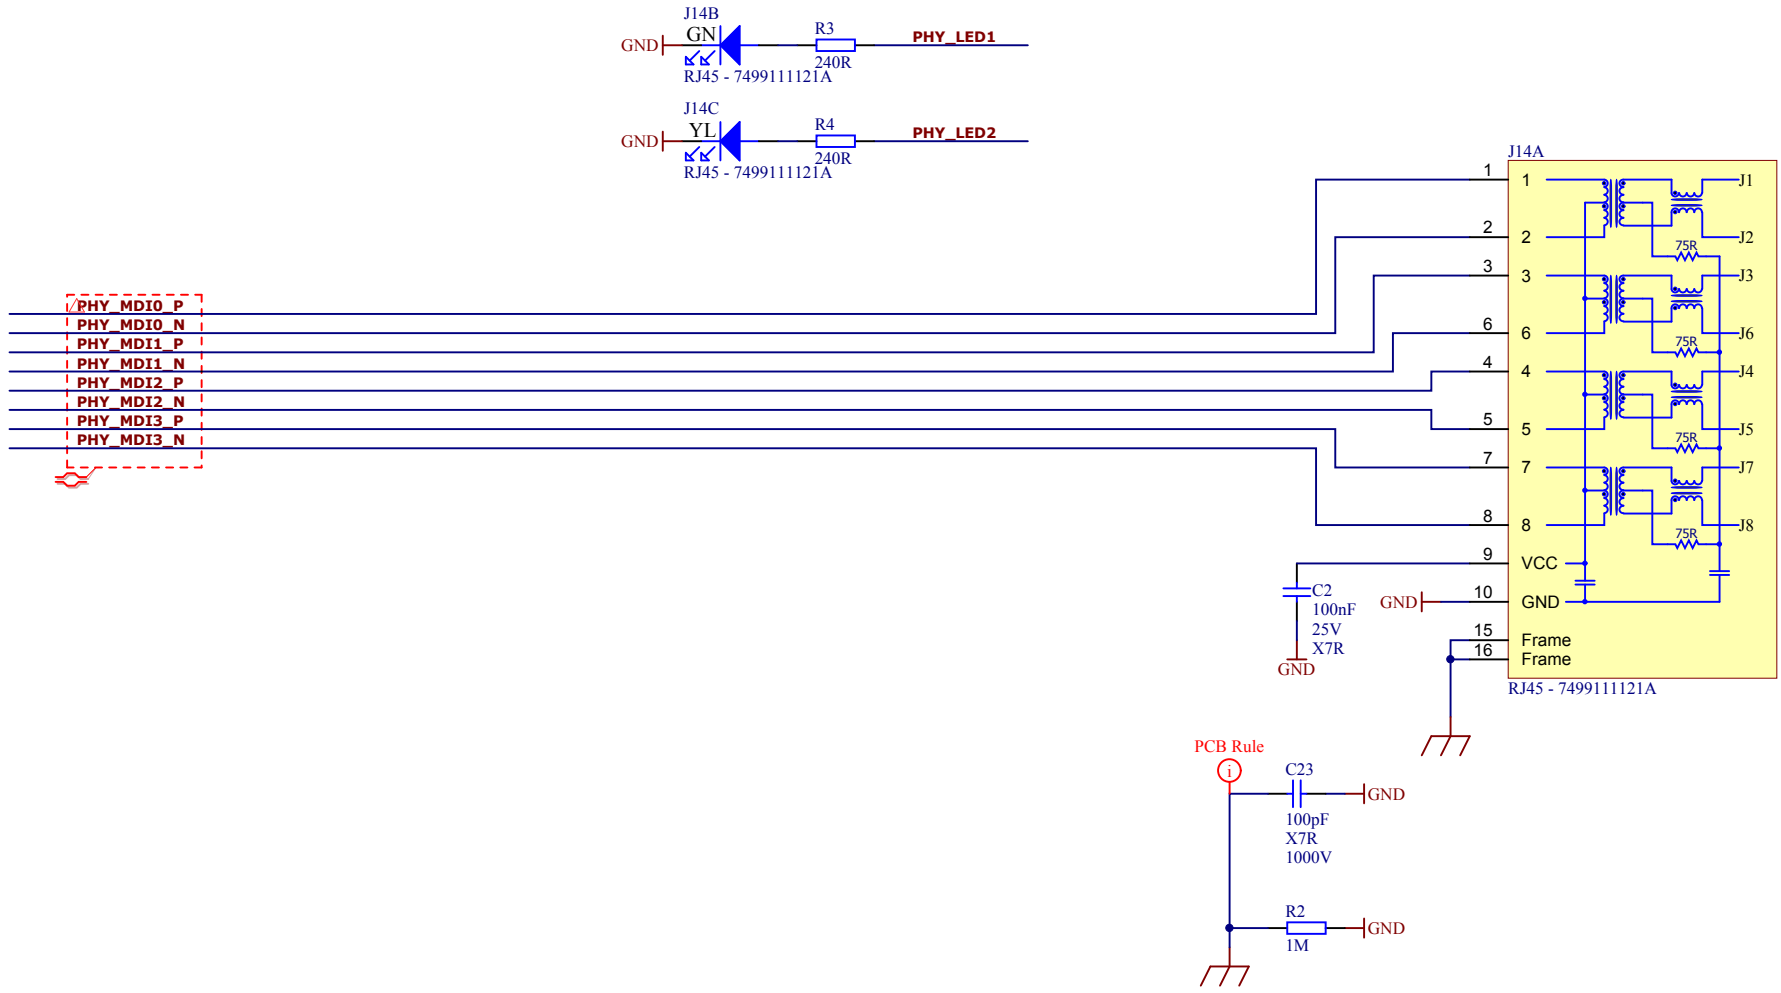 J14B
GN
GND
R3
240R
PHY_LED1
RJ45 - 7499111121A
J14C
YL
GND
R4
240R
PHY_LED2
RJ45 - 7499111121A
PHY_MDI0_P
PHY_MDI0_N
PHY_MDI1_P
PHY_MDI1_N
PHY_MDI2_P
PHY_MDI2_N
PHY_MDI3_P
PHY_MDI3_N
J14A
1 1 J1
2 2 J2
75R
3 3 J3
6 6 J6
75R
4 4 J4
5 5 J5
75R
7 7 J7
8 8 J8
75R
9 VCC
10 GND
15 Frame
16 Frame
RJ45 - 7499111121A
C2
100nF
25V
X7R
GND
GND
PCB Rule
i
C23
GND
100pF
X7R
1000V
R2
GND
1M